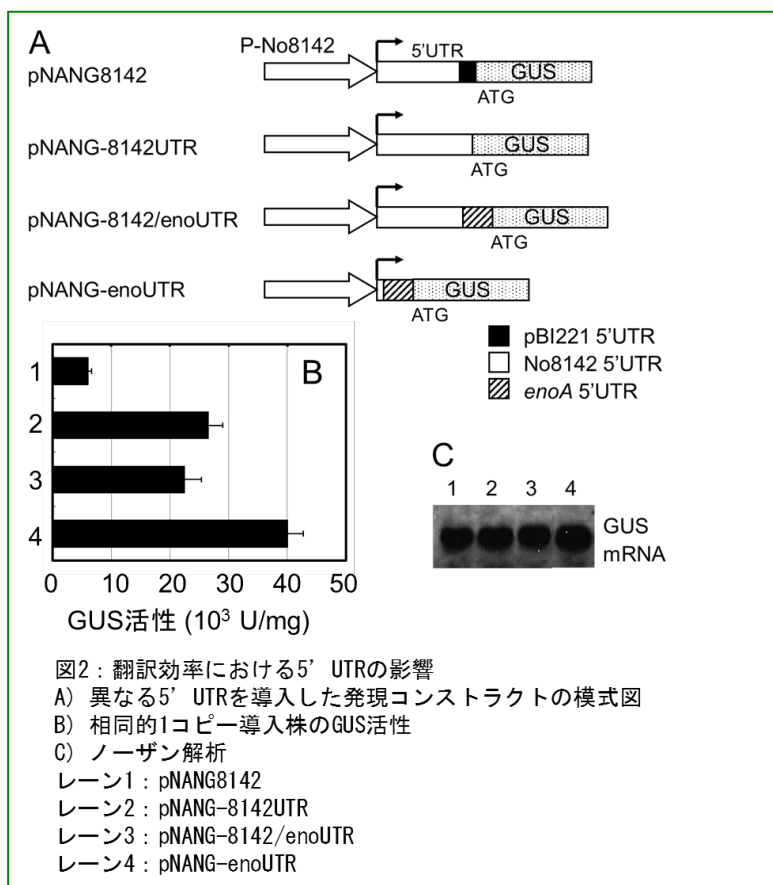 A
P-No8142
5'UTR
pNANG8142
GUS
ATG
pNANG-8142UTR
GUS
ATG
pNANG-8142/enoUTR
GUS
ATG
pNANG-enoUTR
GUS
ATG
pBI221 5'UTR
No8142 5'UTR
enoA 5'UTR
B
1
2
3
4
0 10 20 30 40 50
GUS活性 (10³ U/mg)
C
1 2 3 4
GUS
mRNA
図2：翻訳効率における5' UTRの影響
A) 異なる5' UTRを導入した発現コンストラクトの模式図
B) 相同的1コピー導入株のGUS活性
C) ノーザン解析
レーン1：pNANG8142
レーン2：pNANG-8142UTR
レーン3：pNANG-8142/enoUTR
レーン4：pNANG-enoUTR